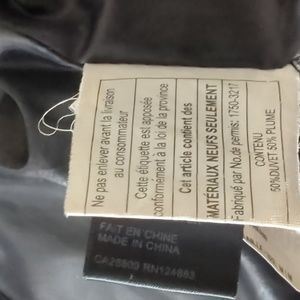 Ne pas enlever avant la livraison
au consommateur
Cette étiquette est apposée
conformément à la loi de la province
Cet article contient des
MATÉRIAUX NEUFS SEULEMENT
Fabriqué par No.de permis: 1750-3217
CONTENU
50%DUVET 50% PLUME
FAIT EN CHINE
MADE IN CHINA
CA25800 RN124883